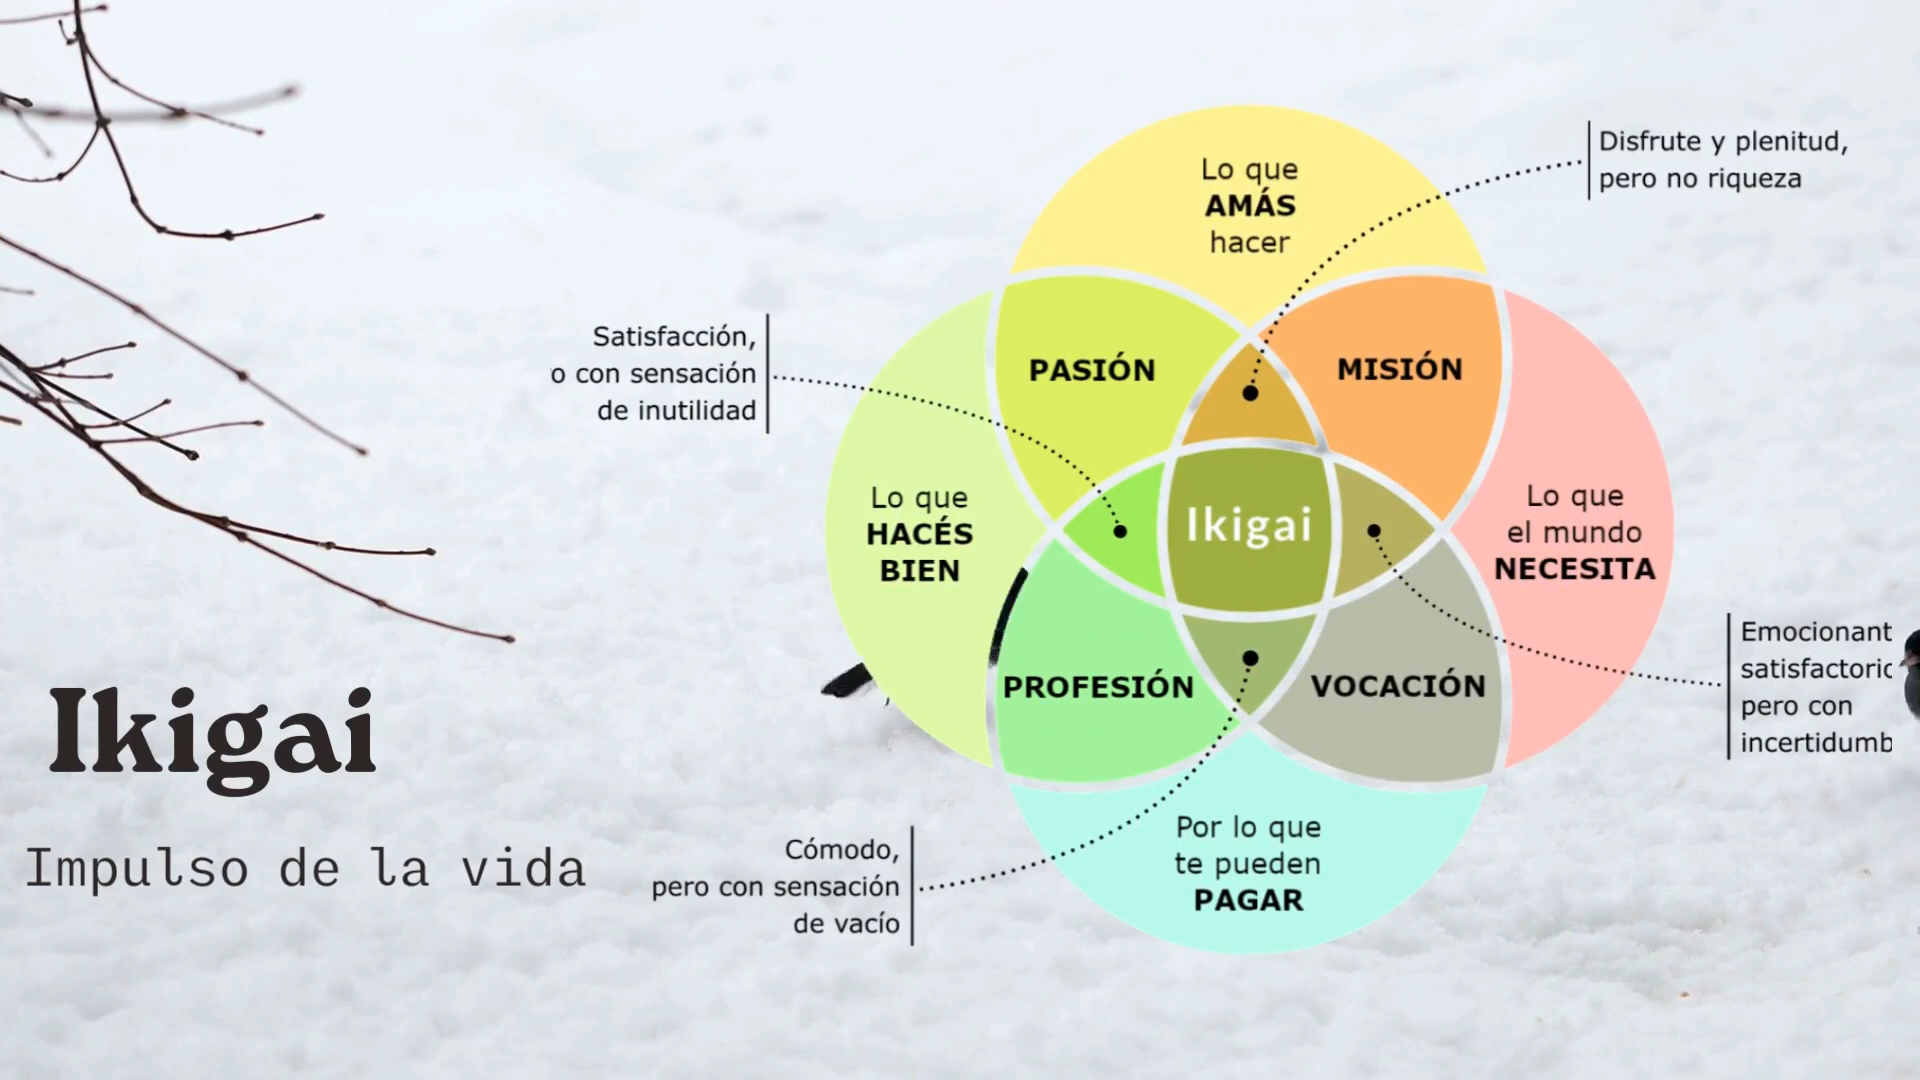 Lo que
AMÁS
hacer
Disfrute y plenitud,
pero no riqueza
Satisfacción,
o con sensación
de inutilidad
PASIÓN
MISIÓN
Lo que
HACÉS
BIEN
Ikigai
Lo que
el mundo
NECESITA
Emocionant
satisfactorio
pero con
incertidumb
PROFESIÓN
VOCACIÓN
Cómodo,
pero con sensación
de vacío
Por lo que
te pueden
PAGAR
Ikigai
Impulso de la vida